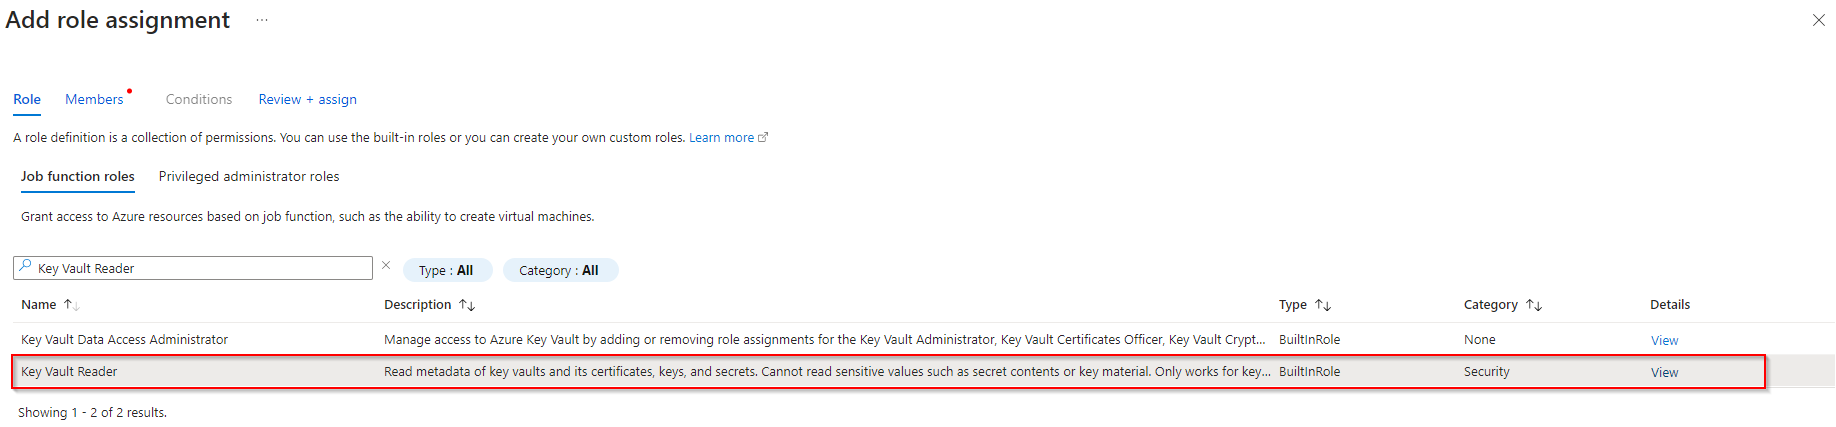 Add role assignment ...
Role Members Conditions Review + assign
A role definition is a collection of permissions. You can use the built-in roles or you can create your own custom roles. Learn more
Job function roles Privileged administrator roles
Grant access to Azure resources based on job function, such as the ability to create virtual machines.
Key Vault Reader Type : All Category : All
Name Description Type Category Details
Key Vault Data Access Administrator Manage access to Azure Key Vault by adding or removing role assignments for the Key Vault Administrator, Key Vault Certificates Officer, Key Vault Crypt... BuiltInRole None View
Key Vault Reader Read metadata of key vaults and its certificates, keys, and secrets. Cannot read sensitive values such as secret contents or key material. Only works for key... BuiltInRole Security View
Showing 1 - 2 of 2 results.